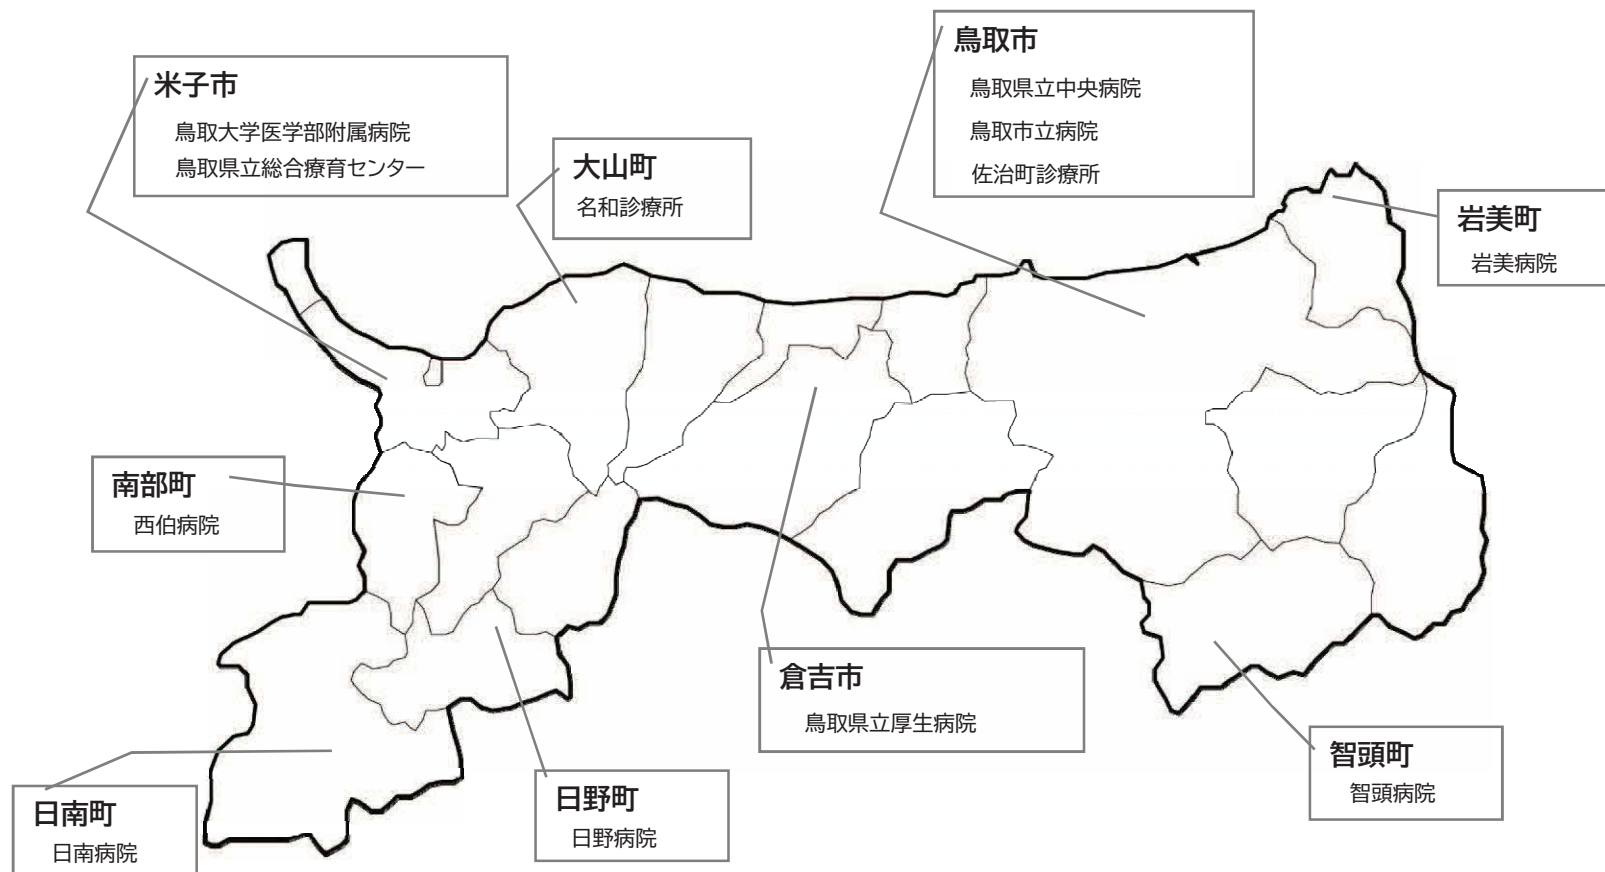 米子市
鳥取大学医学部附属病院
鳥取県立総合療育センター
大山町
名和診療所
鳥取市
鳥取県立中央病院
鳥取市立病院
佐治町診療所
岩美町
岩美病院
南部町
西伯病院
倉吉市
鳥取県立厚生病院
智頭町
智頭病院
日野町
日野病院
日南町
日南病院